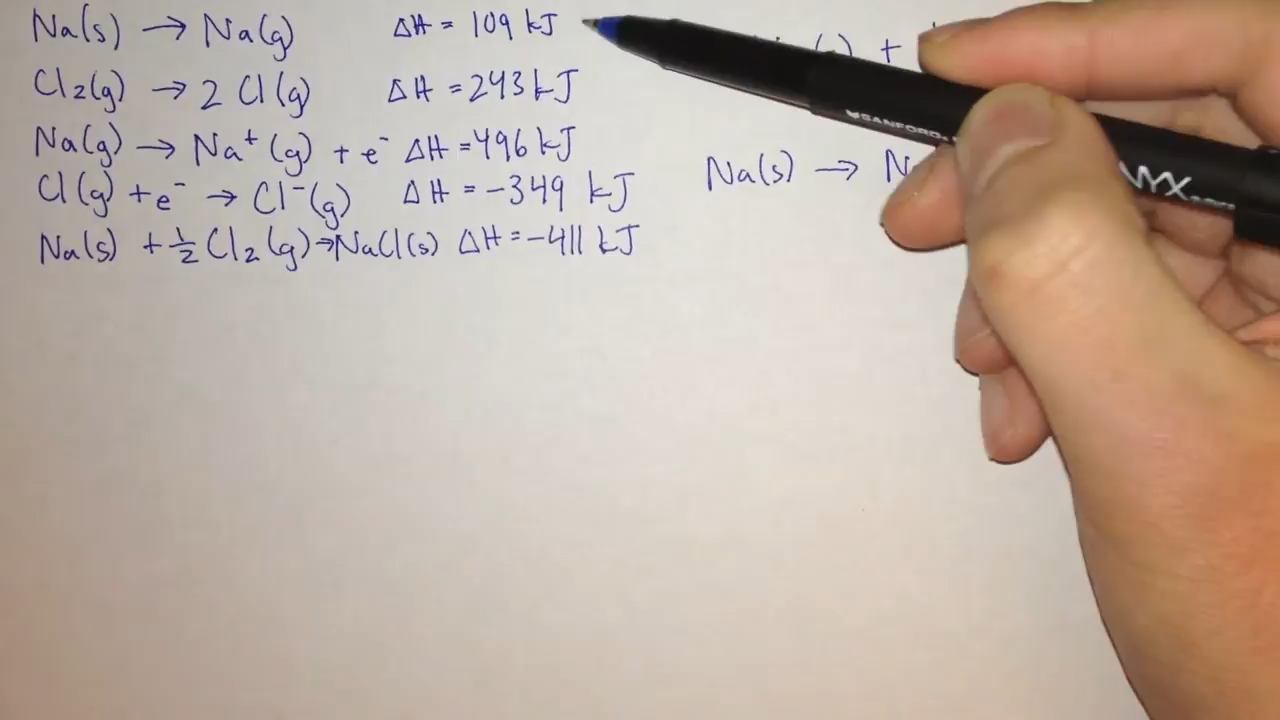 Na(s) → Na(g) ΔH = 109 kJ
Cl₂(g) → 2 Cl(g) ΔH = 243 kJ
Na(g) → Na⁺(g) + e⁻ ΔH = 496 kJ
Cl(g) + e⁻ → Cl⁻(g) ΔH = -349 kJ
Na(s) + ½ Cl₂(g) → NaCl(s) ΔH = -411 kJ
(g) +
Na(s) →
SANFORD